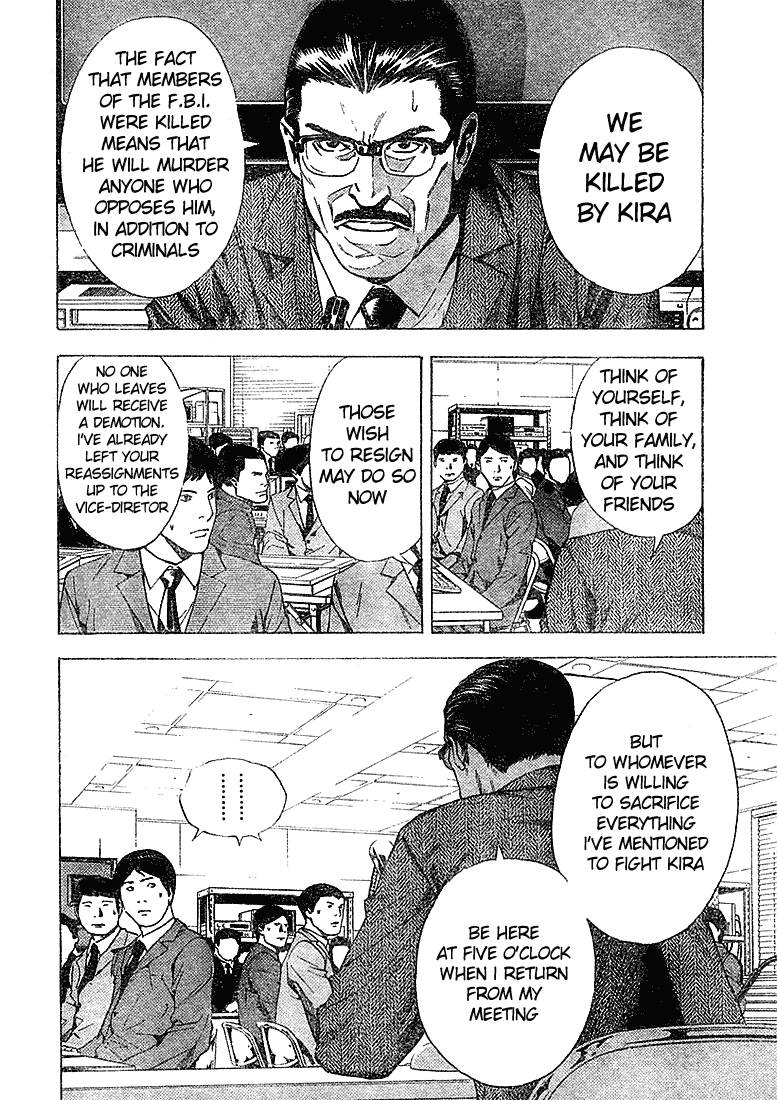 WE
MAY BE
KILLED
BY KIRA
THE FACT
THAT MEMBERS
OF THE F.B.I.
WERE KILLED
MEANS THAT
HE WILL MURDER
ANYONE WHO
OPPOSES HIM,
IN ADDITION TO
CRIMINALS
THINK OF
YOURSELF,
THINK OF
YOUR FAMILY,
AND THINK
OF YOUR
FRIENDS
THOSE
WISH
TO RESIGN
MAY DO SO
NOW
NO ONE
WHO LEAVES
WILL RECEIVE
A DEMOTION.
I'VE ALREADY
LEFT YOUR
REASSIGNMENTS
UP TO THE
VICE-DIRETOR
BUT
TO WHOMEVER
IS WILLING
TO SACRIFICE
EVERYTHING
I'VE MENTIONED
TO FIGHT KIRA
BE HERE
AT FIVE O'CLOCK
WHEN I RETURN
FROM MY
MEETING